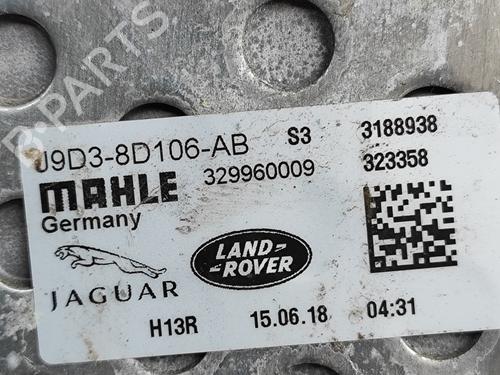 B-PARTS
J9D3-8D106-AB S3 3188938
MAHLE 329960009 323358
Germany
LAND-
-ROVER
JAGUAR
H13R 15.06.18 04:31